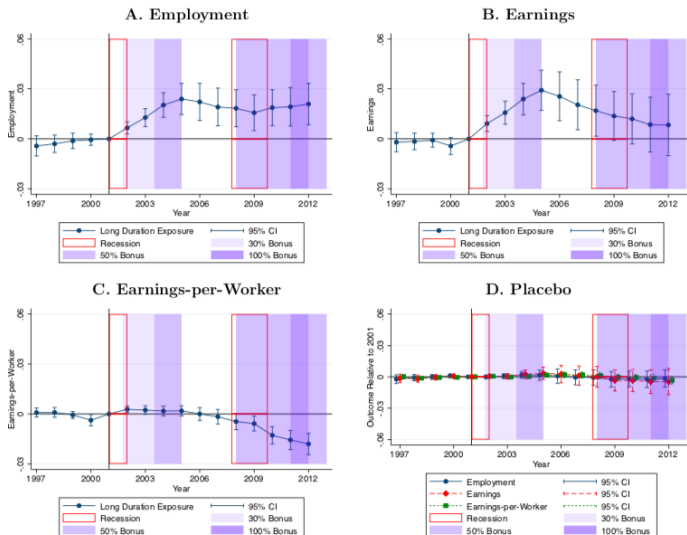 A. Employment
B. Earnings
.06
.03
0
-.03
Employment
1997
2000
2003
2006
2009
2012
Year
Long Duration Exposure
95% CI
Recession
30% Bonus
50% Bonus
100% Bonus
.06
.03
0
-.03
Earnings
1997
2000
2003
2006
2009
2012
Year
Long Duration Exposure
95% CI
Recession
30% Bonus
50% Bonus
100% Bonus
C. Earnings-per-Worker
D. Placebo
.06
.03
0
-.03
Earnings-per-Worker
1997
2000
2003
2006
2009
2012
Year
Long Duration Exposure
95% CI
Recession
30% Bonus
50% Bonus
100% Bonus
.06
.03
0
-.03
-.06
Outcome Relative to 2001
1997
2000
2003
2006
2009
2012
Year
Employment
95% CI
Earnings
95% CI
Earnings-per-Worker
95% CI
Recession
30% Bonus
50% Bonus
100% Bonus